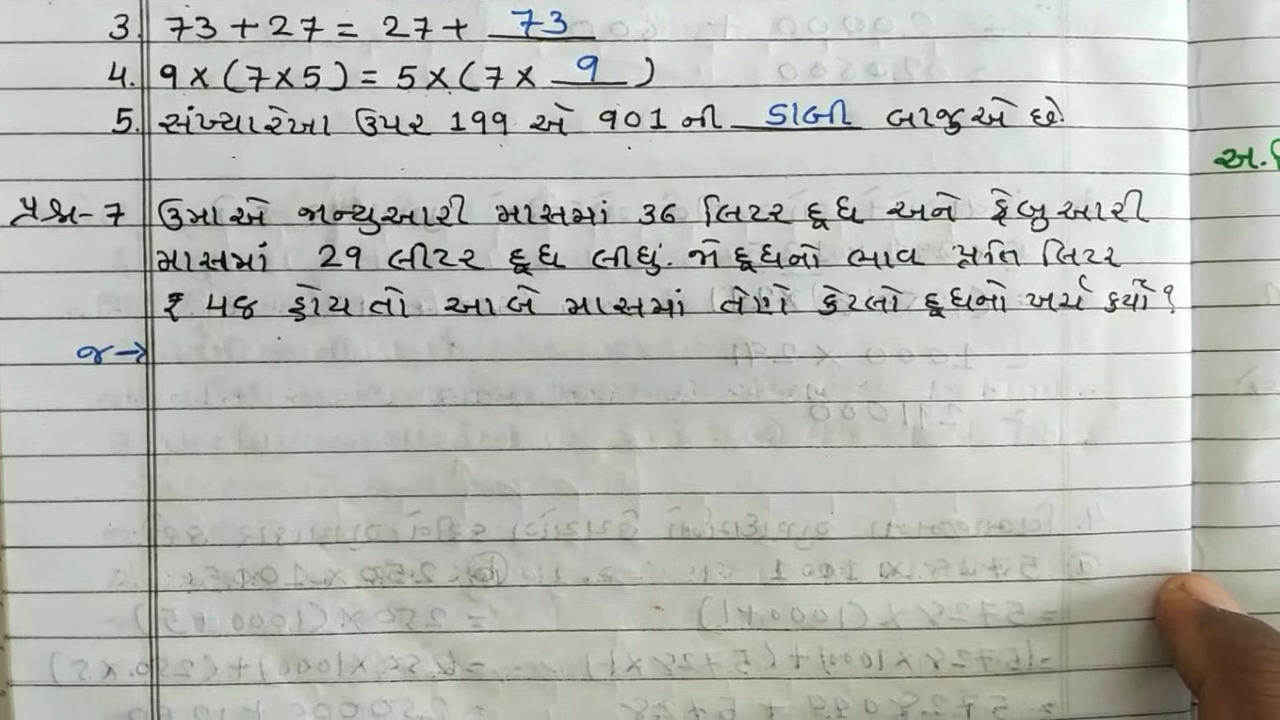 3. 73 + 27 = 27 + 73
4. 9 × (7 × 5) = 5 × (7 × 9)
5. સંખ્યારેખા ઉપર 199 એ 901 ની ડાબી બાજુએ છે.
અ.
પ્રશ્ન-7 ઉમાએ જાન્યુઆરી માસમાં 36 લિટર દૂધ અને ફેબ્રુઆરી
માસમાં 29 લીટર દૂધ લીધું. જો દૂધનો ભાવ પ્રતિ લિટર
₹ ૫૪ હોય તો આ બે માસમાં તેણે કેટલો દૂધનો ખર્ચ કર્યો?
જ →